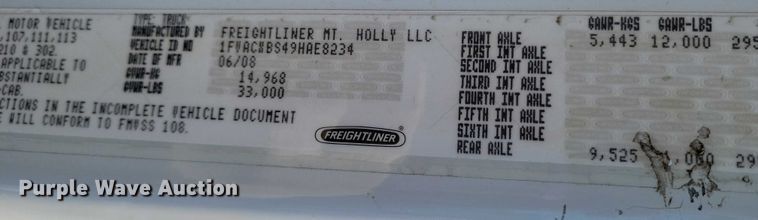 MOTOR VEHICLE
,107,111,113
210 & 302.
APPLICABLE TO
BSTANTIALLY
-CAB.
CTIONS IN THE INCOMPLETE VEHICLE DOCUMENT
E WILL CONFORM TO FMVSS 108.
TYPE: TRUCK
MANUFACTURED BY FREIGHTLINER MT. HOLLY LLC
VEHICLE ID NO 1FVACWBS49HAE8234
DATE OF MFR 06/08
GVWR-KG 14,968
GVWR-LBS 33,000
FREIGHTLINER
GAWR-KGS GAWR-LBS
FRONT AXLE 5,443 12,000 295
FIRST INT AXLE
SECOND INT AXLE
THIRD INT AXLE
FOURTH INT AXLE
FIFTH INT AXLE
SIXTH INT AXLE
REAR AXLE 9,525 295
Purple Wave Auction